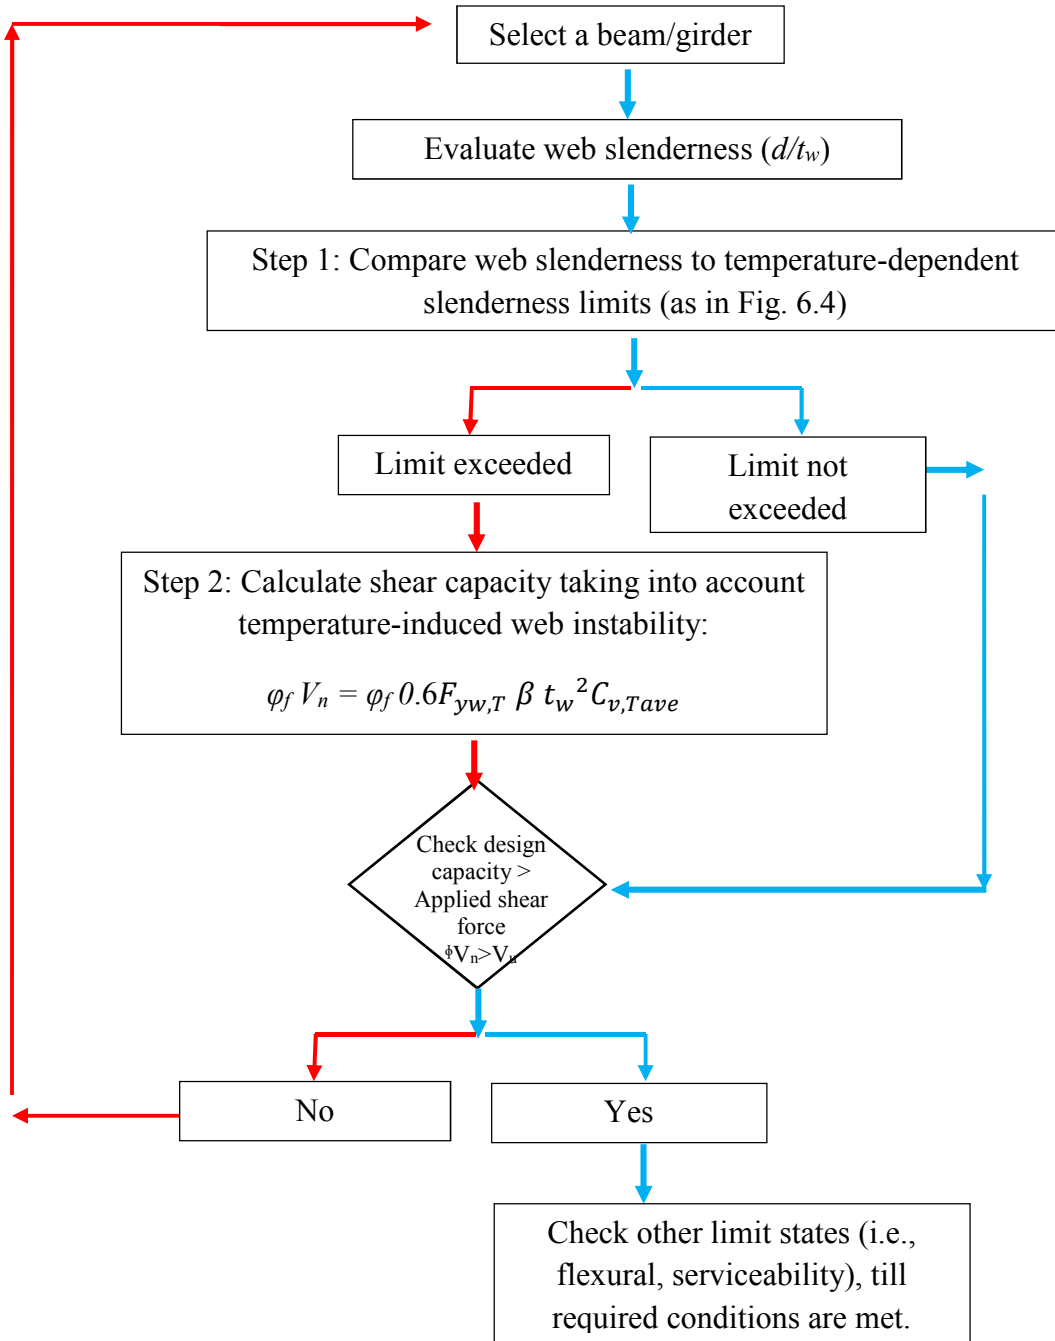 Select a beam/girder
Evaluate web slenderness (d/tw)
Step 1: Compare web slenderness to temperature-dependent
slenderness limits (as in Fig. 6.4)
Limit exceeded
Limit not
exceeded
Step 2: Calculate shear capacity taking into account
temperature-induced web instability:
φf Vn = φf 0.6Fyw,T β tw² Cv,Tave
Check design
capacity >
Applied shear
force
ϕVn>Vu
No
Yes
Check other limit states (i.e.,
flexural, serviceability), till
required conditions are met.